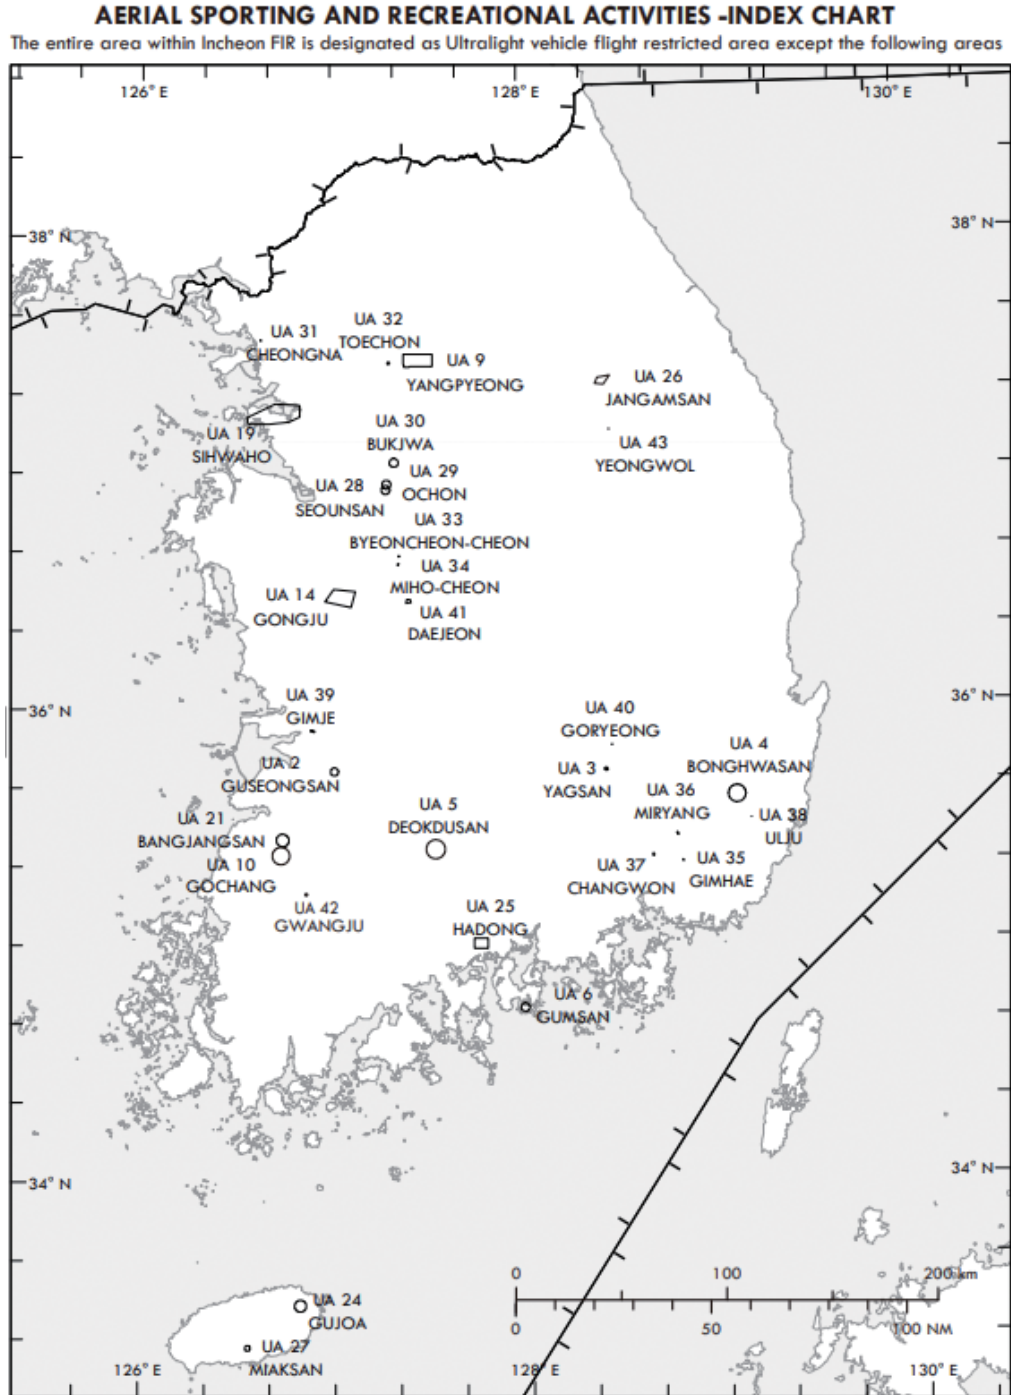 AERIAL SPORTING AND RECREATIONAL ACTIVITIES -INDEX CHART
The entire area within Incheon FIR is designated as Ultralight vehicle flight restricted area except the following areas
126° E
128° E
130° E
38° N
38° N
UA 31
CHEONGNA
UA 32
TOECHON
UA 9
YANGPYEONG
UA 26
JANGAMSAN
UA 19
SIHWAHO
UA 30
BUKJWA
UA 43
YEONGWOL
UA 28
SEOUNSAN
UA 29
OCHON
UA 33
BYEONCHEON-CHEON
UA 34
MIHO-CHEON
UA 14
GONGJU
UA 41
DAEJEON
36° N
36° N
UA 39
GIMJE
UA 40
GORYEONG
UA 4
BONGHWASAN
UA 2
GUSEONGSAN
UA 3
YAGSAN
UA 36
MIRYANG
UA 5
DEOKDUSAN
UA 38
ULJU
UA 21
BANGJANGSAN
UA 10
GOCHANG
UA 37
CHANGWON
UA 35
GIMHAE
UA 42
GWANGJU
UA 25
HADONG
UA 6
GUMSAN
34° N
34° N
0 100 200 km
0 50 100 NM
UA 24
GUJOA
UA 27
MIAKSAN
126° E
128° E
130° E